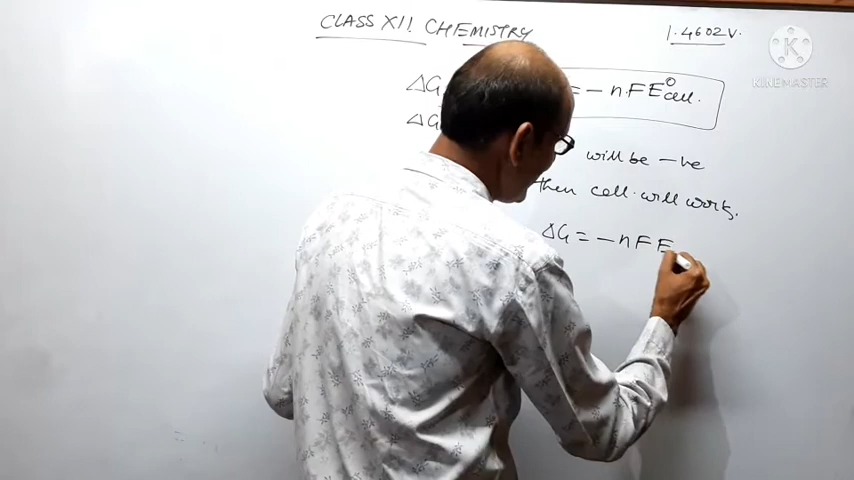 CLASS XII. CHEMISTRY
1.4602V.
K
KINEMASTER
ΔG = -nFE°cell.
ΔG
will be -ve
then cell will work.
ΔG = -nFE